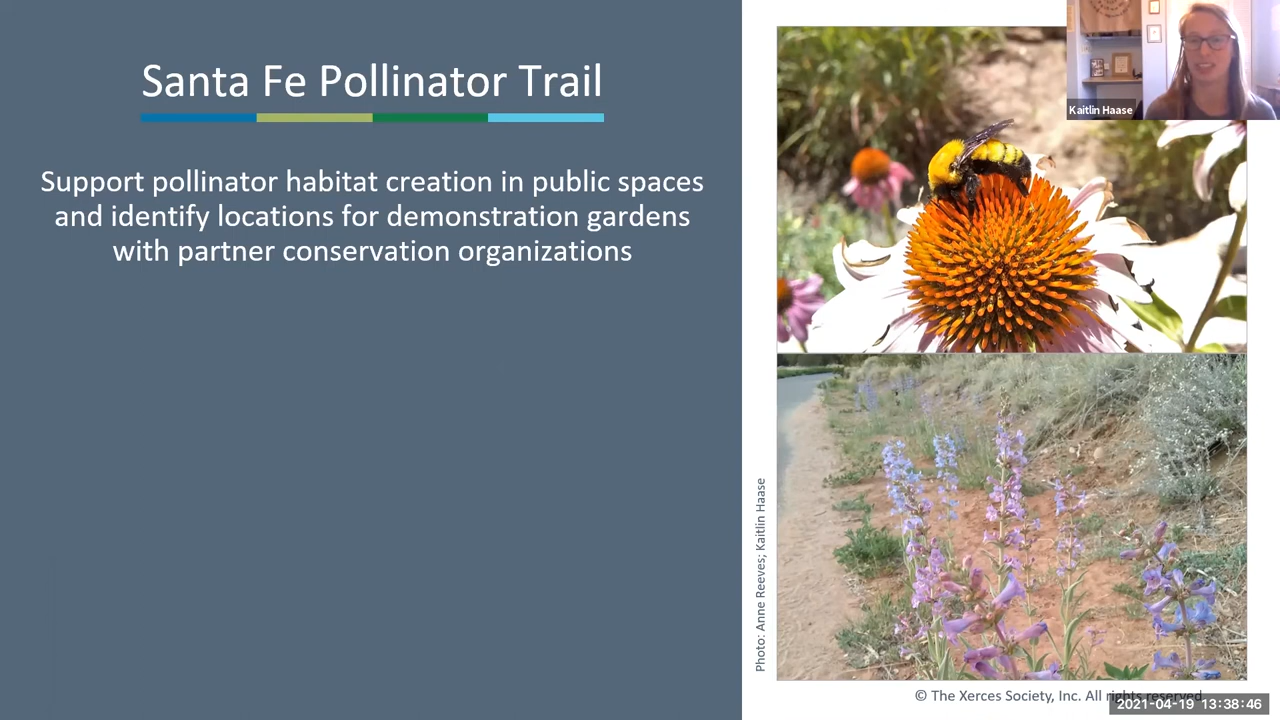 Santa Fe Pollinator Trail
Support pollinator habitat creation in public spaces
and identify locations for demonstration gardens
with partner conservation organizations
Kaitlin Haase
Photo: Anne Reeves; Kaitlin Haase
© The Xerces Society, Inc. All rights reserved
2021-04-19 13:38:46